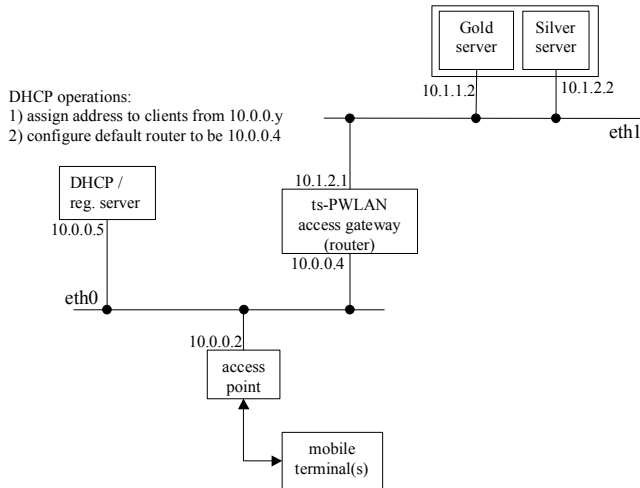 Gold
server
Silver
server
10.1.1.2
10.1.2.2
DHCP operations:
1) assign address to clients from 10.0.0.y
2) configure default router to be 10.0.0.4
eth1
DHCP /
reg. server
10.0.0.5
10.1.2.1
ts-PWLAN
access gateway
(router)
10.0.0.4
eth0
10.0.0.2
access
point
mobile
terminal(s)